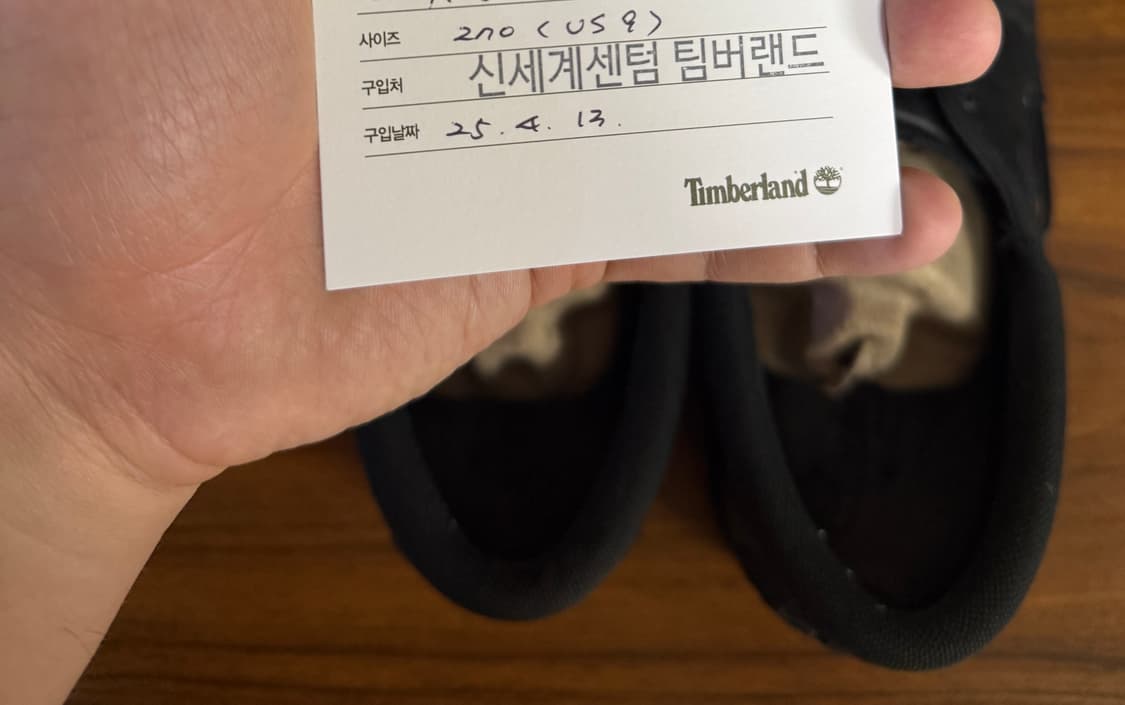 사이즈 270 (US 9)
구입처 신세계센텀 팀버랜드
구입날짜 25. 4. 13.
Timberland